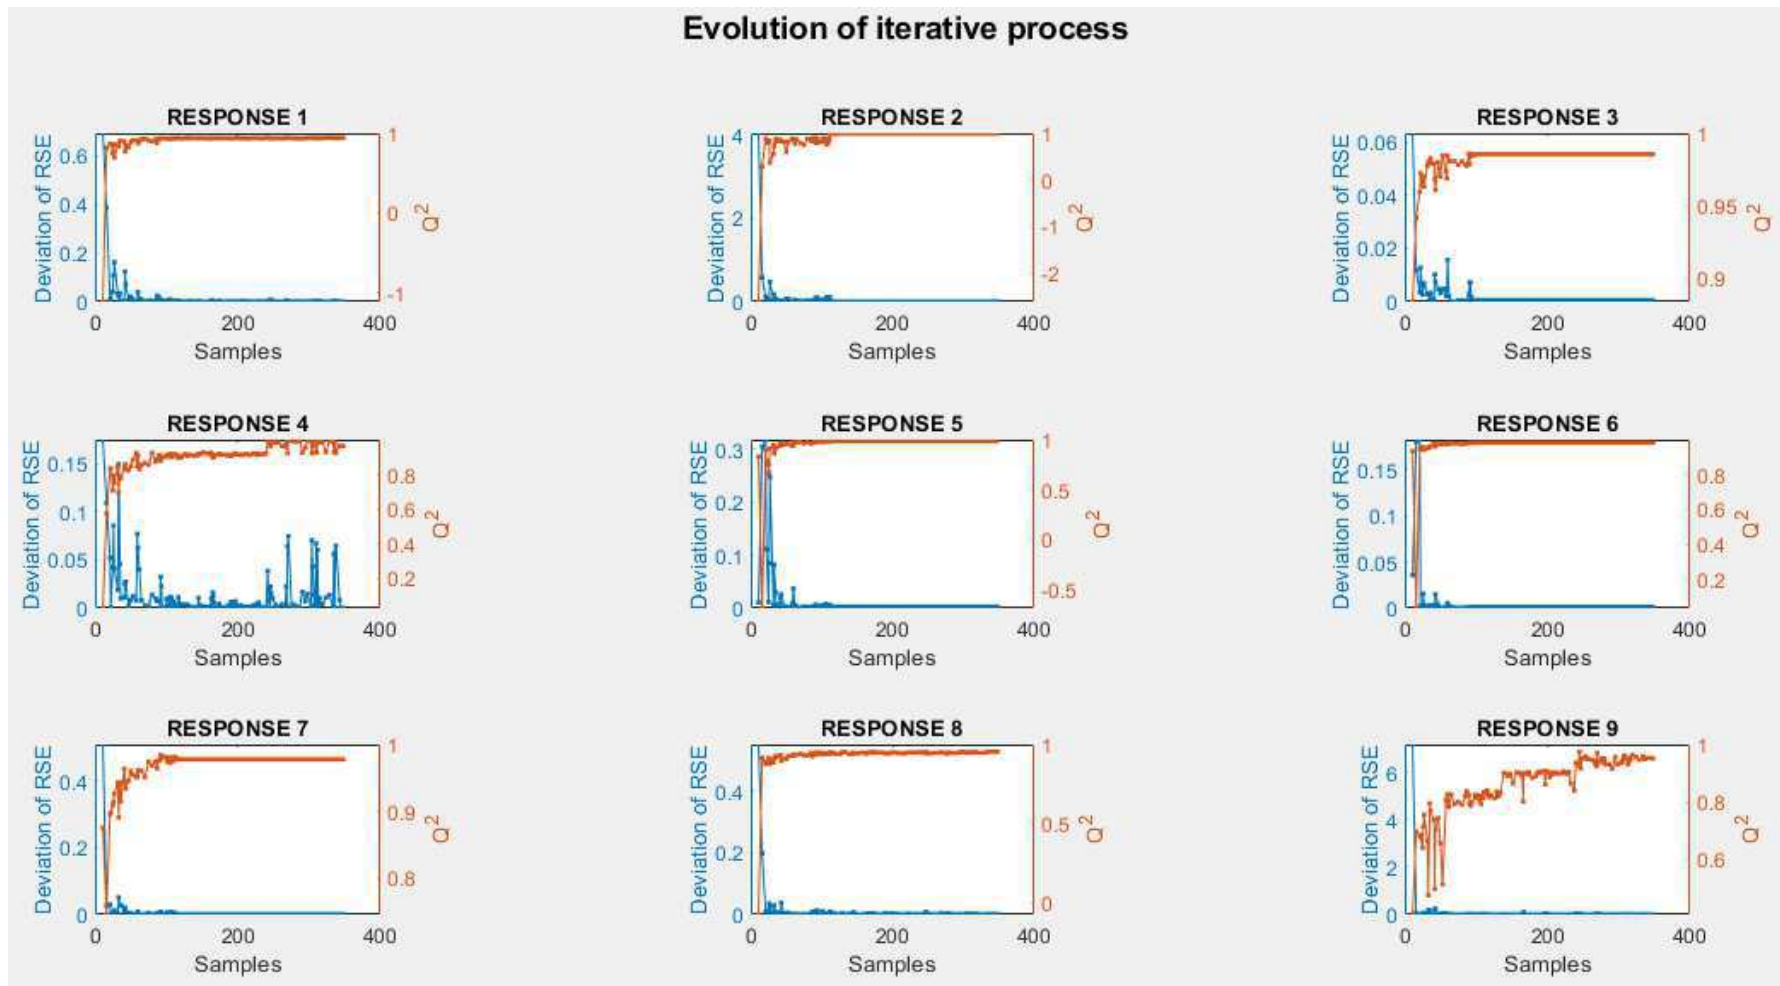 Evolution of iterative process
RESPONSE 1
Deviation of RSE
0.6
0.4
0.2
0
1
0
-1
Q2
0 200 400
Samples
RESPONSE 2
Deviation of RSE
4
2
0
1
0
-1
-2
Q2
0 200 400
Samples
RESPONSE 3
Deviation of RSE
0.06
0.04
0.02
0
1
0.95
0.9
Q2
0 200 400
Samples
RESPONSE 4
Deviation of RSE
0.15
0.1
0.05
0
0.8
0.6
0.4
0.2
Q2
0 200 400
Samples
RESPONSE 5
Deviation of RSE
0.3
0.2
0.1
0
1
0.5
0
-0.5
Q2
0 200 400
Samples
RESPONSE 6
Deviation of RSE
0.15
0.1
0.05
0
0.8
0.6
0.4
0.2
Q2
0 200 400
Samples
RESPONSE 7
Deviation of RSE
0.4
0.2
0
1
0.9
0.8
Q2
0 200 400
Samples
RESPONSE 8
Deviation of RSE
0.4
0.2
0
1
0.5
0
Q2
0 200 400
Samples
RESPONSE 9
Deviation of RSE
6
4
2
0
1
0.8
0.6
Q2
0 200 400
Samples